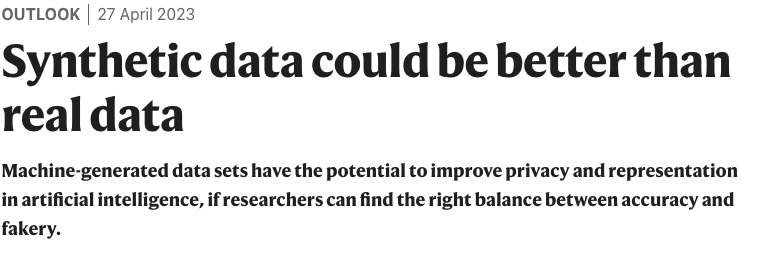 OUTLOOK | 27 April 2023
Synthetic data could be better than
real data
Machine-generated data sets have the potential to improve privacy and representation
in artificial intelligence, if researchers can find the right balance between accuracy and
fakery.